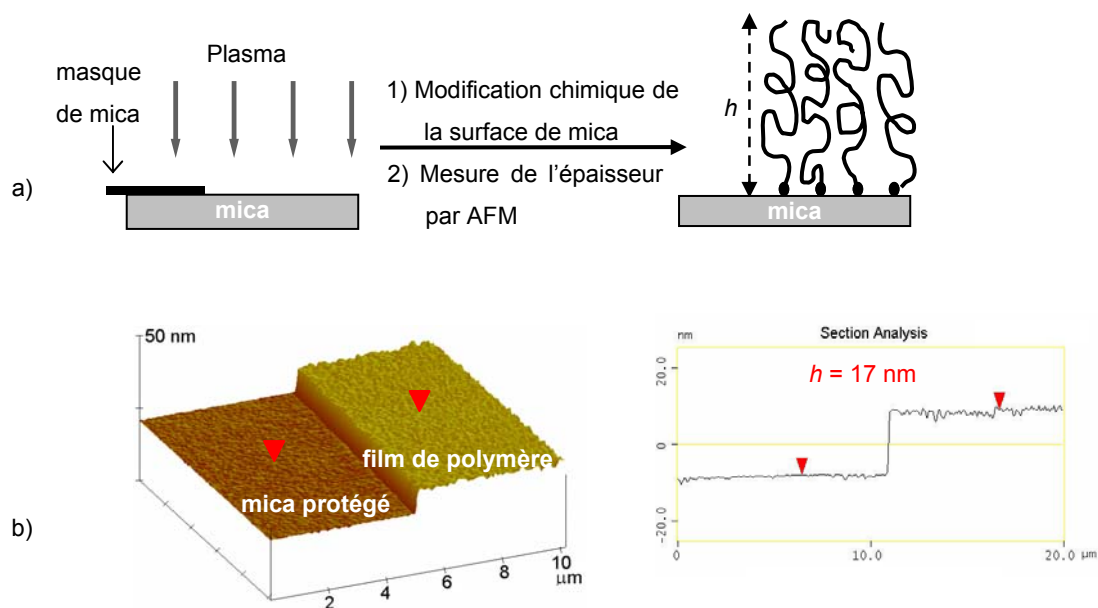 masque
de mica
Plasma
1) Modification chimique de
la surface de mica
2) Mesure de l'épaisseur
par AFM
h
a)
mica
mica
50 nm
film de polymère
mica protégé
2
4
6
8
10
µm
b)
nm
Section Analysis
h = 17 nm
20.0
0
-20.0
0
10.0
20.0
µm